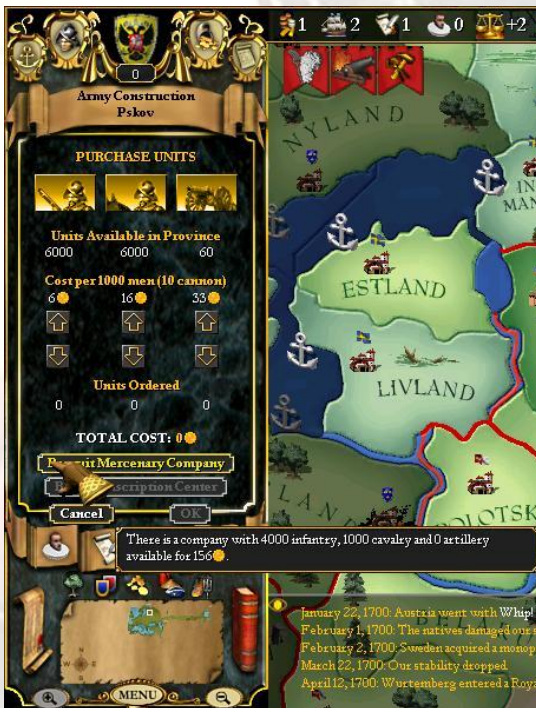 1 2 1 0 +2
0
Army Construction
Pskov
PURCHASE UNITS
Units Available in Province
6000 6000 60
Cost per 1000 men (10 cannon)
6 16 33
Units Ordered
0 0 0
TOTAL COST: 0
Recruit Mercenary Company
Conscription Center
Cancel OK
There is a company with 4000 infantry, 1000 cavalry and 0 artillery
available for 156.
MENU
NYLAND
ESTLAND
LIVLAND
January 22, 1700: Austria went with Whip!
February 1, 1700: The natives damaged our s
February 2, 1700: Sweden acquired a monop
March 22, 1700: Our stability dropped
April 12, 1700: Wurtemberg entered a Roya